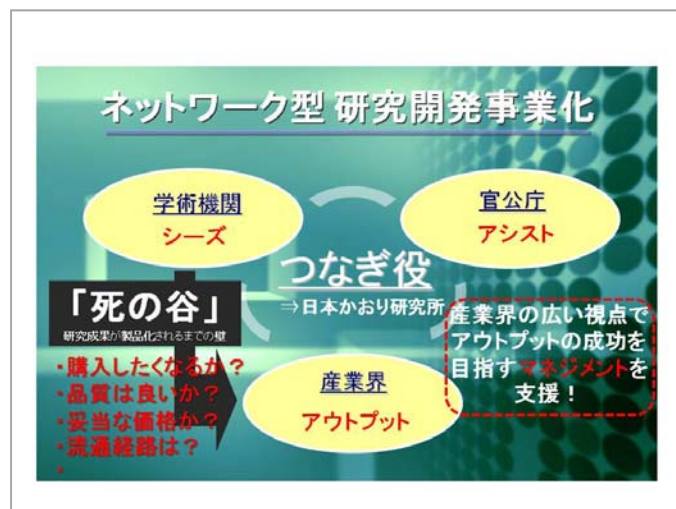 ネットワーク型 研究開発事業化
学術機関
シーズ
官公庁
アシスト
つなぎ役
⇒日本かおり研究所
「死の谷」
研究成果が製品化されるまでの壁
・購入したくなるか？
・品質は良いか？
・妥当な価格か？
・流通経路は？
・
産業界
アウトプット
産業界の広い視点で
アウトプットの成功を
目指すマネジメントを
支援！